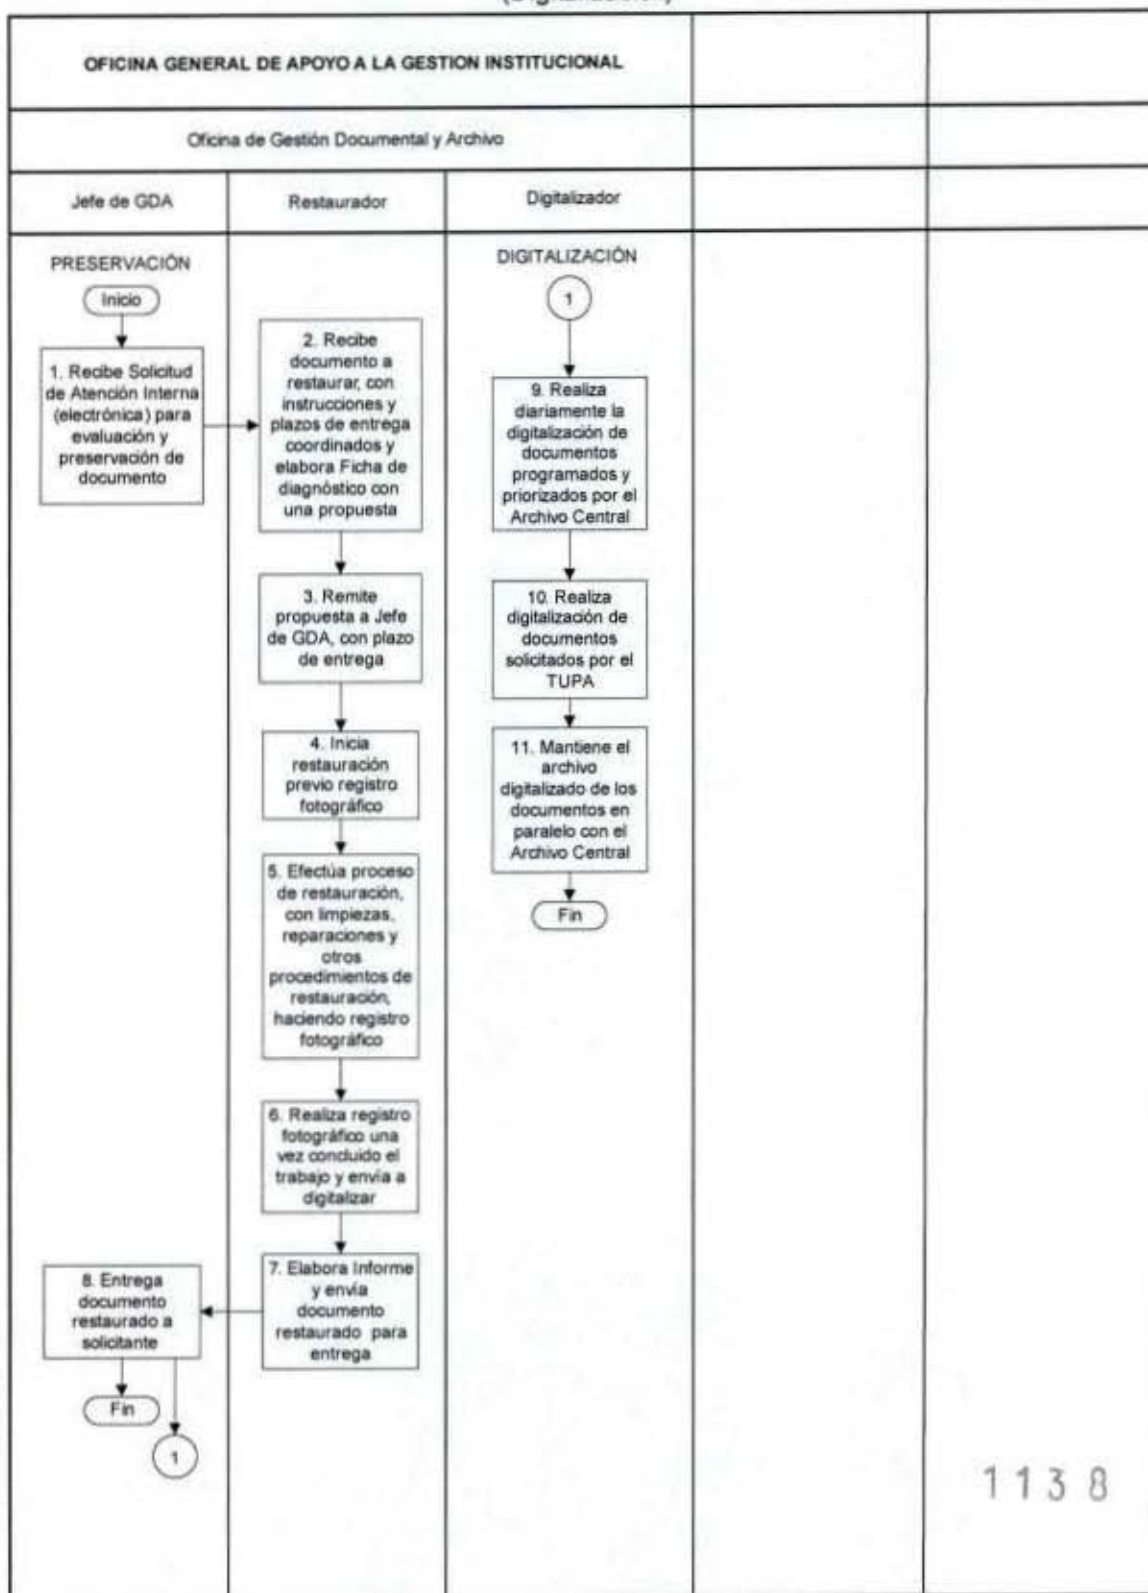 (Digitalización)
OFICINA GENERAL DE APOYO A LA GESTION INSTITUCIONAL
Oficina de Gestión Documental y Archivo
Jefe de GDA
Restaurador
Digitalizador
PRESERVACIÓN
Inicio
1. Recibe Solicitud
de Atención Interna
(electrónica) para
evaluación y
preservación de
documento
2. Recibe
documento a
restaurar, con
instrucciones y
plazos de entrega
coordinados y
elabora Ficha de
diagnóstico con
una propuesta
3. Remite
propuesta a Jefe
de GDA, con plazo
de entrega
4. Inicia
restauración
previo registro
fotográfico
5. Efectúa proceso
de restauración,
con limpiezas,
reparaciones y
otros
procedimientos de
restauración,
haciendo registro
fotográfico
6. Realiza registro
fotográfico una
vez concluido el
trabajo y envía a
digitalizar
7. Elabora Informe
y envía
documento
restaurado para
entrega
8. Entrega
documento
restaurado a
solicitante
Fin
1
DIGITALIZACIÓN
1
9. Realiza
diariamente la
digitalización de
documentos
programados y
priorizados por el
Archivo Central
10. Realiza
digitalización de
documentos
solicitados por el
TUPA
11. Mantiene el
archivo
digitalizado de los
documentos en
paralelo con el
Archivo Central
Fin
1138